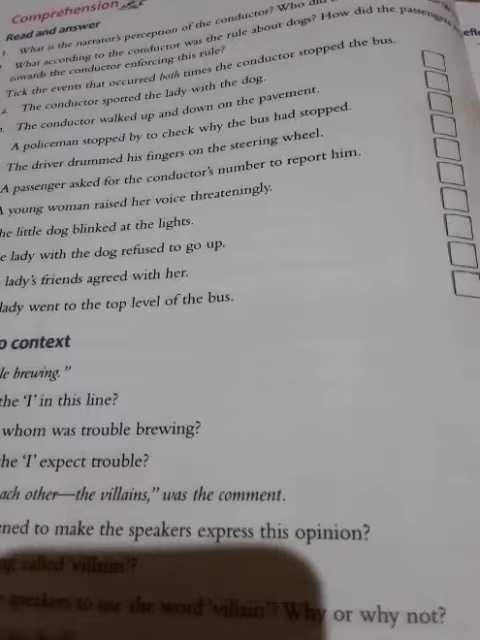 Comprehension
Read and answer
1. What is the narrator's perception of the conductor? Who
What according to the conductor was the rule about dogs? How did the
towards the conductor enforcing this rule?
Tick the events that occurred both times the conductor stopped the bus.
a. The conductor spotted the lady with the dog.
The conductor walked up and down on the pavement.
A policeman stopped by to check why the bus had stopped.
The driver drummed his fingers on the steering wheel.
A passenger asked for the conductor's number to report him.
A young woman raised her voice threateningly.
he little dog blinked at the lights.
e lady with the dog refused to go up.
lady's friends agreed with her.
lady went to the top level of the bus.
o context
le brewing."
the 'I' in this line?
whom was trouble brewing?
he 'I' expect trouble?
ach other—the villains," was the comment.
ened to make the speakers express this opinion?
ng called 'villains'?
speakers to use the word 'villain'? Why or why not?